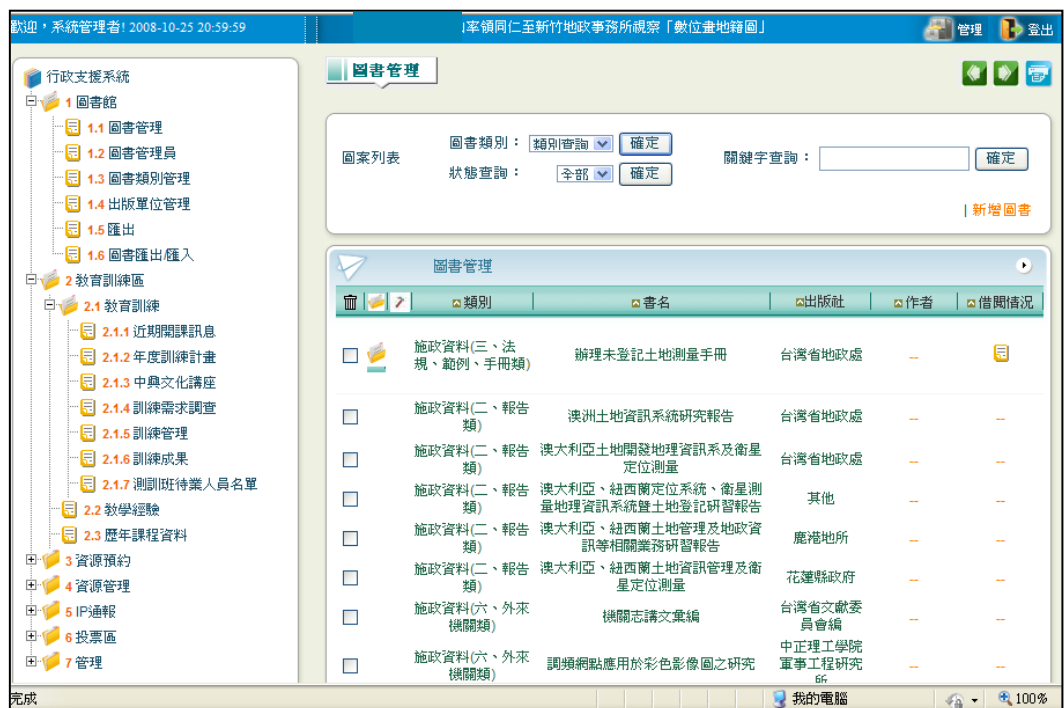 歡迎，系統管理者! 2008-10-25 20:59:59
率領同仁至新竹地政事務所視察「數位畫地籍圖」
管理
登出
行政支援系統
1 圖書館
1.1 圖書管理
1.2 圖書管理員
1.3 圖書類別管理
1.4 出版單位管理
1.5 匯出
1.6 圖書匯出/匯入
2 教育訓練區
2.1 教育訓練
2.1.1 近期開課訊息
2.1.2 年度訓練計畫
2.1.3 中興文化講座
2.1.4 訓練需求調查
2.1.5 訓練管理
2.1.6 訓練成果
2.1.7 測訓班待業人員名單
2.2 教學經驗
2.3 歷年課程資料
3 資源預約
4 資源管理
5 IP通報
6 投票區
7 管理
圖書管理
圖案列表
圖書類別： 類別查詢 確定
狀態查詢： 全部 確定
關鍵字查詢： 確定
| 新增圖書
圖書管理
類別 書名 出版社 作者 借閱情況
施政資料(三、法
規、範例、手冊類)
辦理未登記土地測量手冊
台灣省地政處
--
施政資料(二、報告
類)
澳洲土地資訊系統研究報告
台灣省地政處
--
--
施政資料(二、報告
類)
澳大利亞土地開發地理資訊系及衛星
定位測量
台灣省地政處
--
--
施政資料(二、報告
類)
澳大利亞、紐西蘭定位系統、衛星測
量地理資訊系統暨土地登記研習報告
其他
--
--
施政資料(二、報告
類)
澳大利亞、紐西蘭土地管理及地政資
訊等相關業務研習報告
鹿港地所
--
--
施政資料(二、報告
類)
澳大利亞、紐西蘭土地資訊管理及衛
星定位測量
花蓮縣政府
--
--
施政資料(六、外來
機關類)
機關志講文彙編
台灣省文獻委
員會編
--
--
施政資料(六、外來
機關類)
調頻網點應用於彩色影像圖之研究
中正理工學院
軍事工程研究
所
--
--
完成
我的電腦
100%